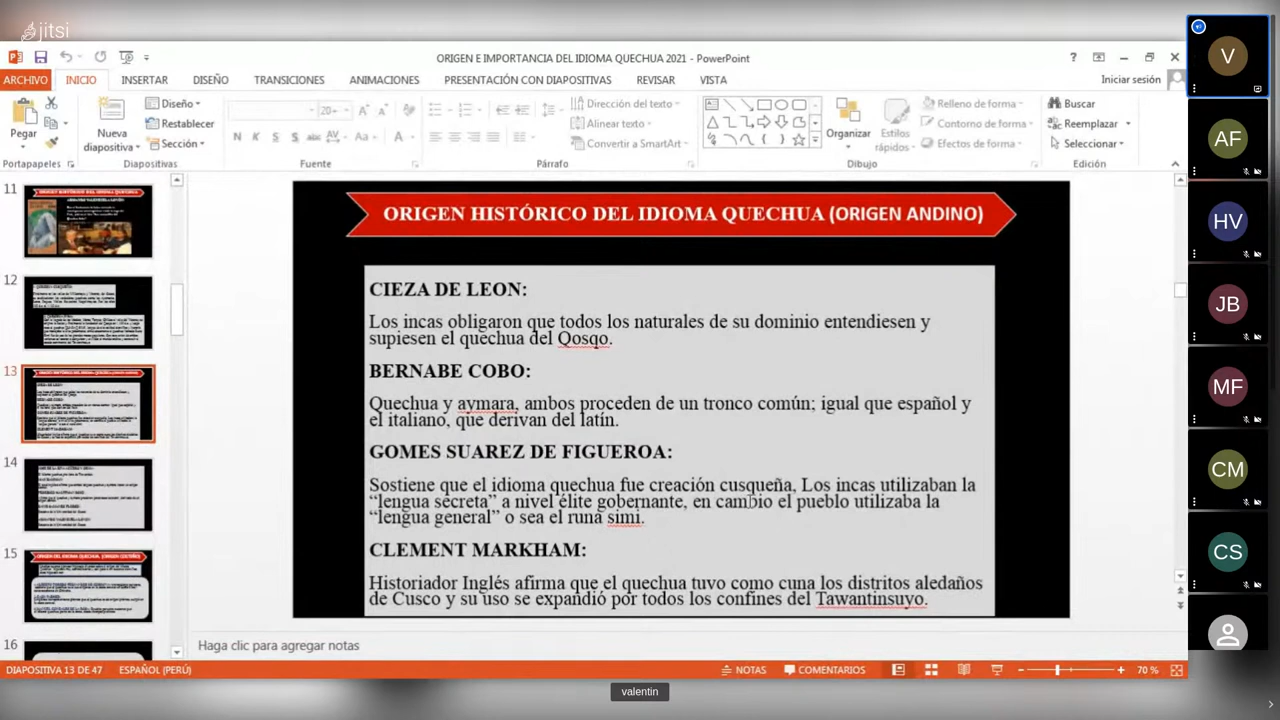 jitsi
ORIGEN E IMPORTANCIA DEL IDIOMA QUECHUA 2021 - PowerPoint
ARCHIVO INICIO INSERTAR DISEÑO TRANSICIONES ANIMACIONES PRESENTACIÓN CON DIAPOSITIVAS REVISAR VISTA Iniciar sesión
Pegar
Nueva diapositiva
Diseño
Restablecer
Sección
20
N K S S abc AV Aa A
Dirección del texto
Alinear texto
Convertir a SmartArt
Organizar
Estilos rápidos
Relleno de forma
Contorno de forma
Efectos de forma
Buscar
Reemplazar
Seleccionar
Portapapeles Diapositivas Fuente Párrafo Dibujo Edición
11
12
13
14
15
16
ORIGEN HISTÓRICO DEL IDIOMA QUECHUA (ORIGEN ANDINO)
CIEZA DE LEON:
Los incas obligaron que todos los naturales de su dominio entendiesen y
supiesen el quechua del Qosqo.
BERNABE COBO:
Quechua y aymara, ambos proceden de un tronco común; igual que español y
el italiano, que derivan del latín.
GOMES SUAREZ DE FIGUEROA:
Sostiene que el idioma quechua fue creación cusqueña, Los incas utilizaban la
“lengua secreta” a nivel élite gobernante, en cambio el pueblo utilizaba la
“lengua general” o sea el runa simi.
CLEMENT MARKHAM:
Historiador Inglés afirma que el quechua tuvo cuna en la los distritos aledaños
de Cusco y su uso se expandió por todos los confines del Tawantinsuyo.
Haga clic para agregar notas
DIAPOSITIVA 13 DE 47 ESPAÑOL (PERÚ) NOTAS COMENTARIOS 70 %
valentin
V
AF
HV
JB
MF
CM
CS